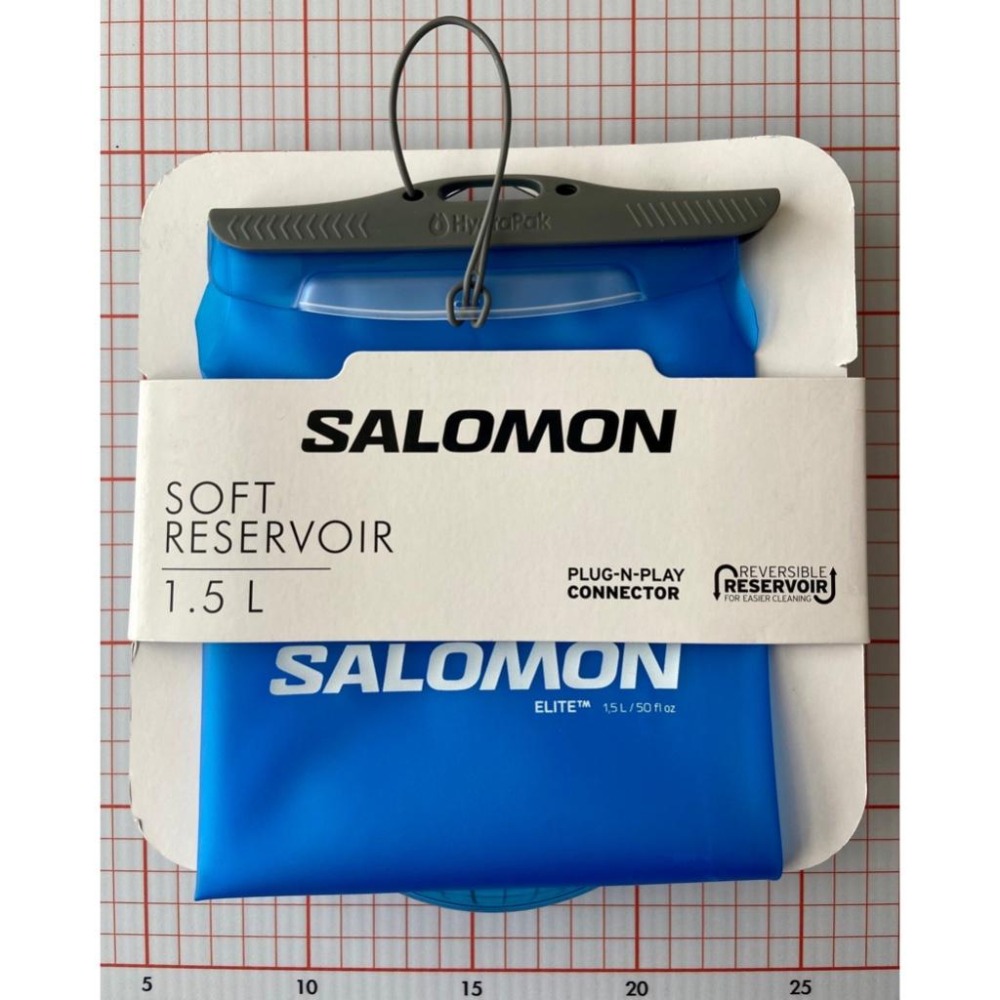 HydraPak
SALOMON
SOFT
RESERVOIR
1.5 L
PLUG-N-PLAY
CONNECTOR
REVERSIBLE
RESERVOIR
FOR EASIER CLEANING
SALOMON
ELITE™ 1,5 L / 50 fl oz
5 10 15 20 25